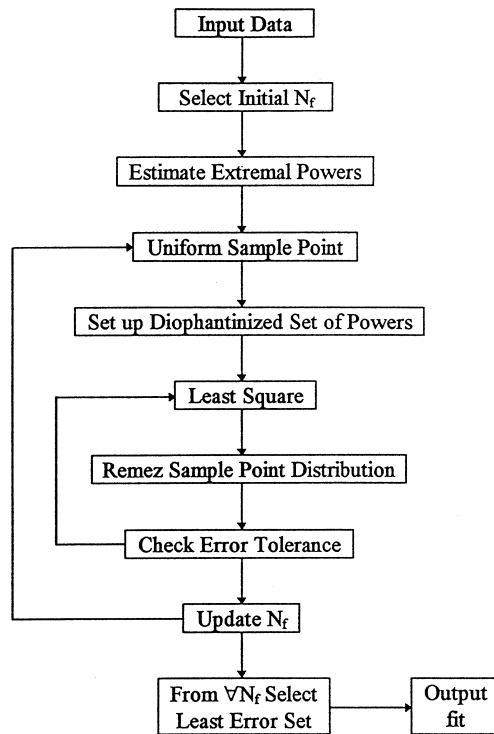 Input Data
Select Initial N_f
Estimate Extremal Powers
Uniform Sample Point
Set up Diophantinized Set of Powers
Least Square
Remez Sample Point Distribution
Check Error Tolerance
Update N_f
From ∀N_f Select
Least Error Set
Output
fit